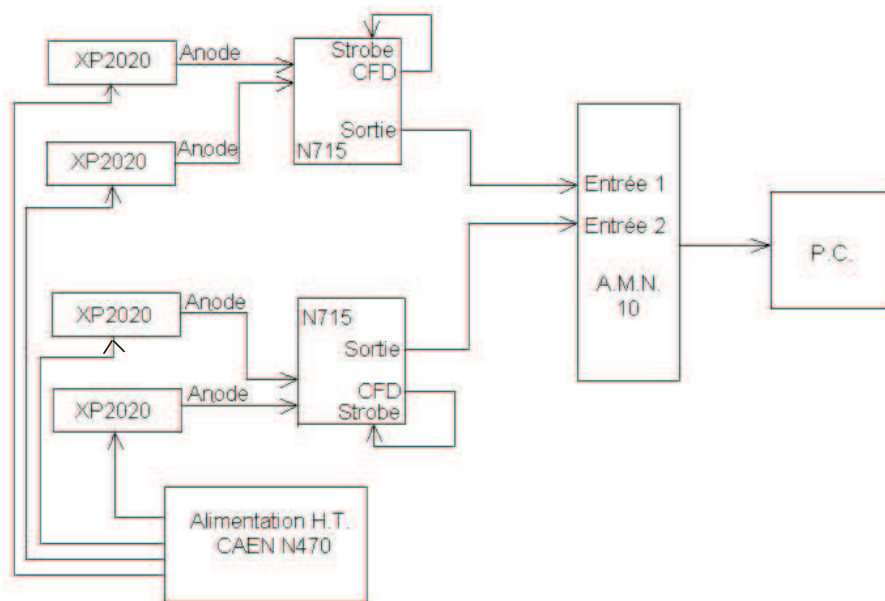 XP2020
Anode
Strobe
CFD
Sortie
N715
XP2020
Anode
Entrée 1
Entrée 2
A.M.N.
10
P.C.
XP2020
Anode
N715
Sortie
CFD
Strobe
XP2020
Anode
Alimentation H.T.
CAEN N470